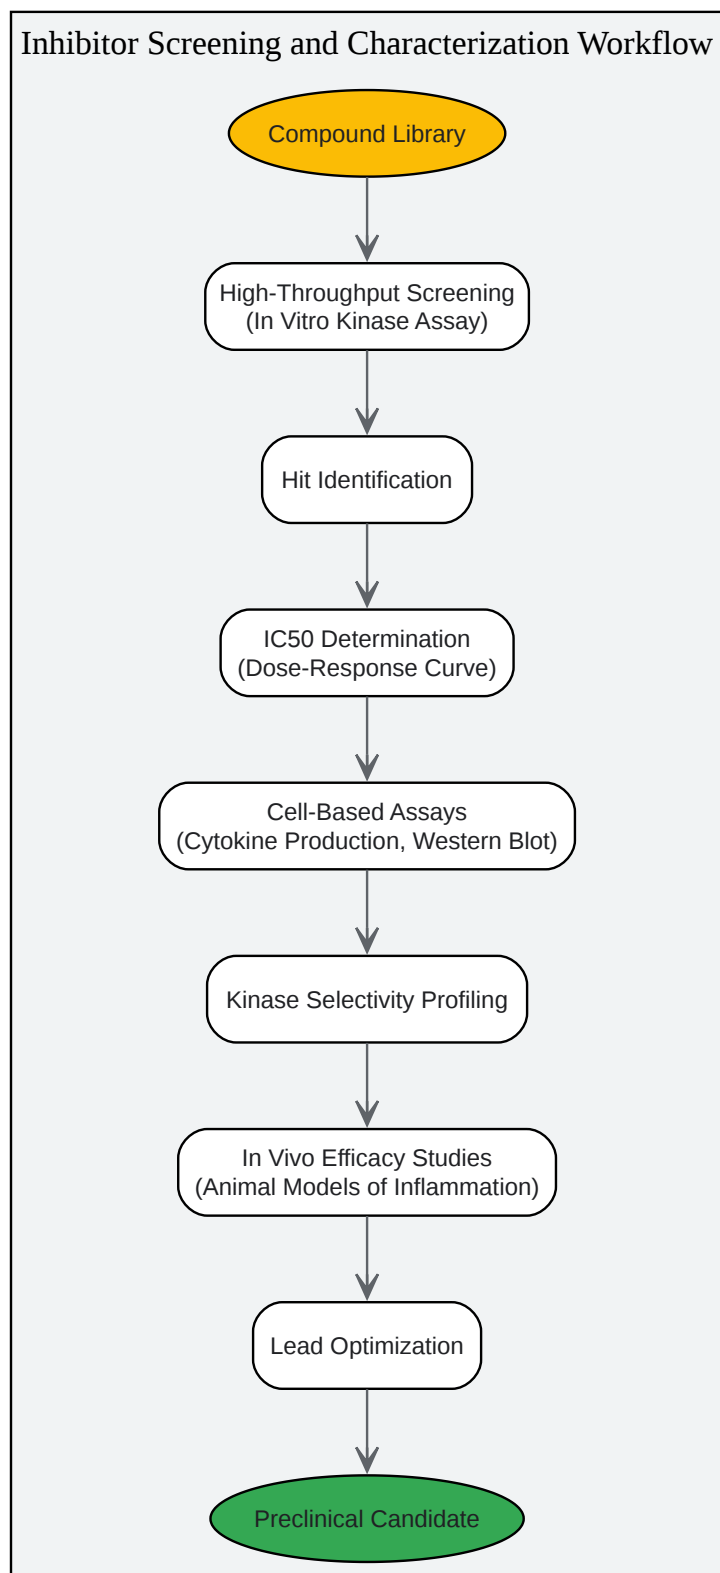 Inhibitor Screening and Characterization Workflow
Compound Library
High-Throughput Screening
(In Vitro Kinase Assay)
Hit Identification
IC50 Determination
(Dose-Response Curve)
Cell-Based Assays
(Cytokine Production, Western Blot)
Kinase Selectivity Profiling
In Vivo Efficacy Studies
(Animal Models of Inflammation)
Lead Optimization
Preclinical Candidate